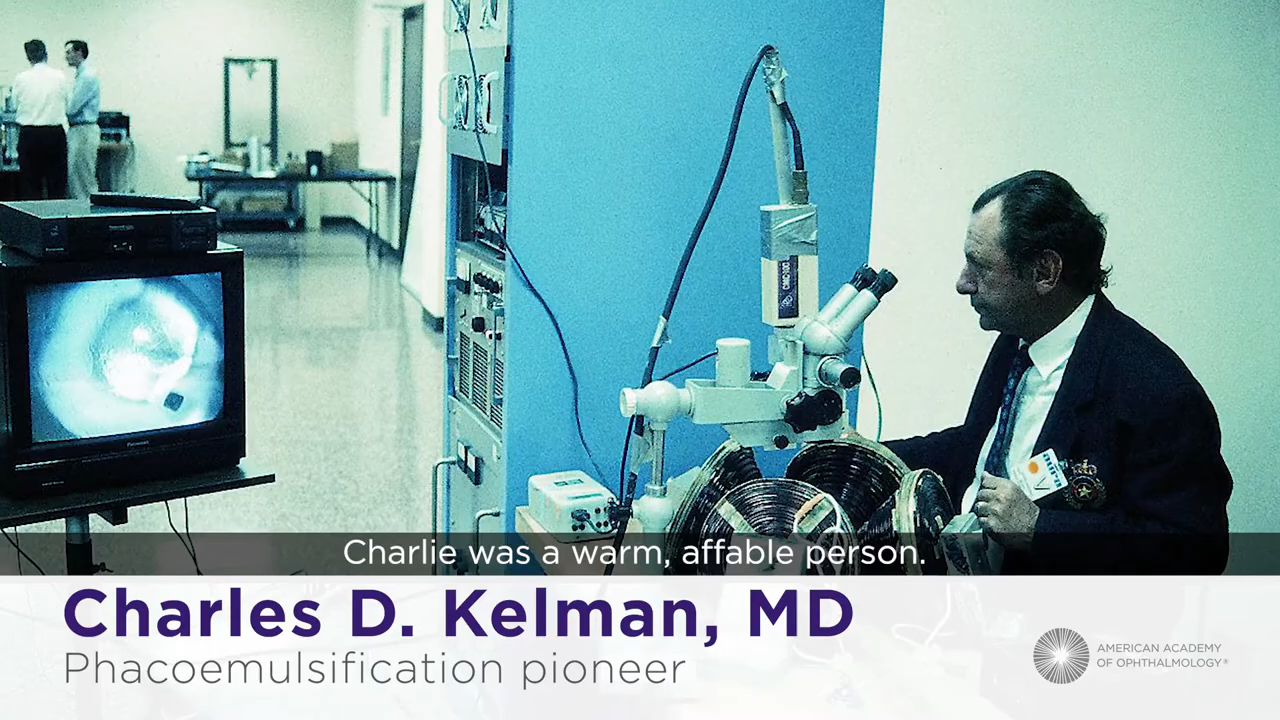 Charlie was a warm, affable person.
Charles D. Kelman, MD
Phacoemulsification pioneer
AMERICAN ACADEMY
OF OPHTHALMOLOGY®